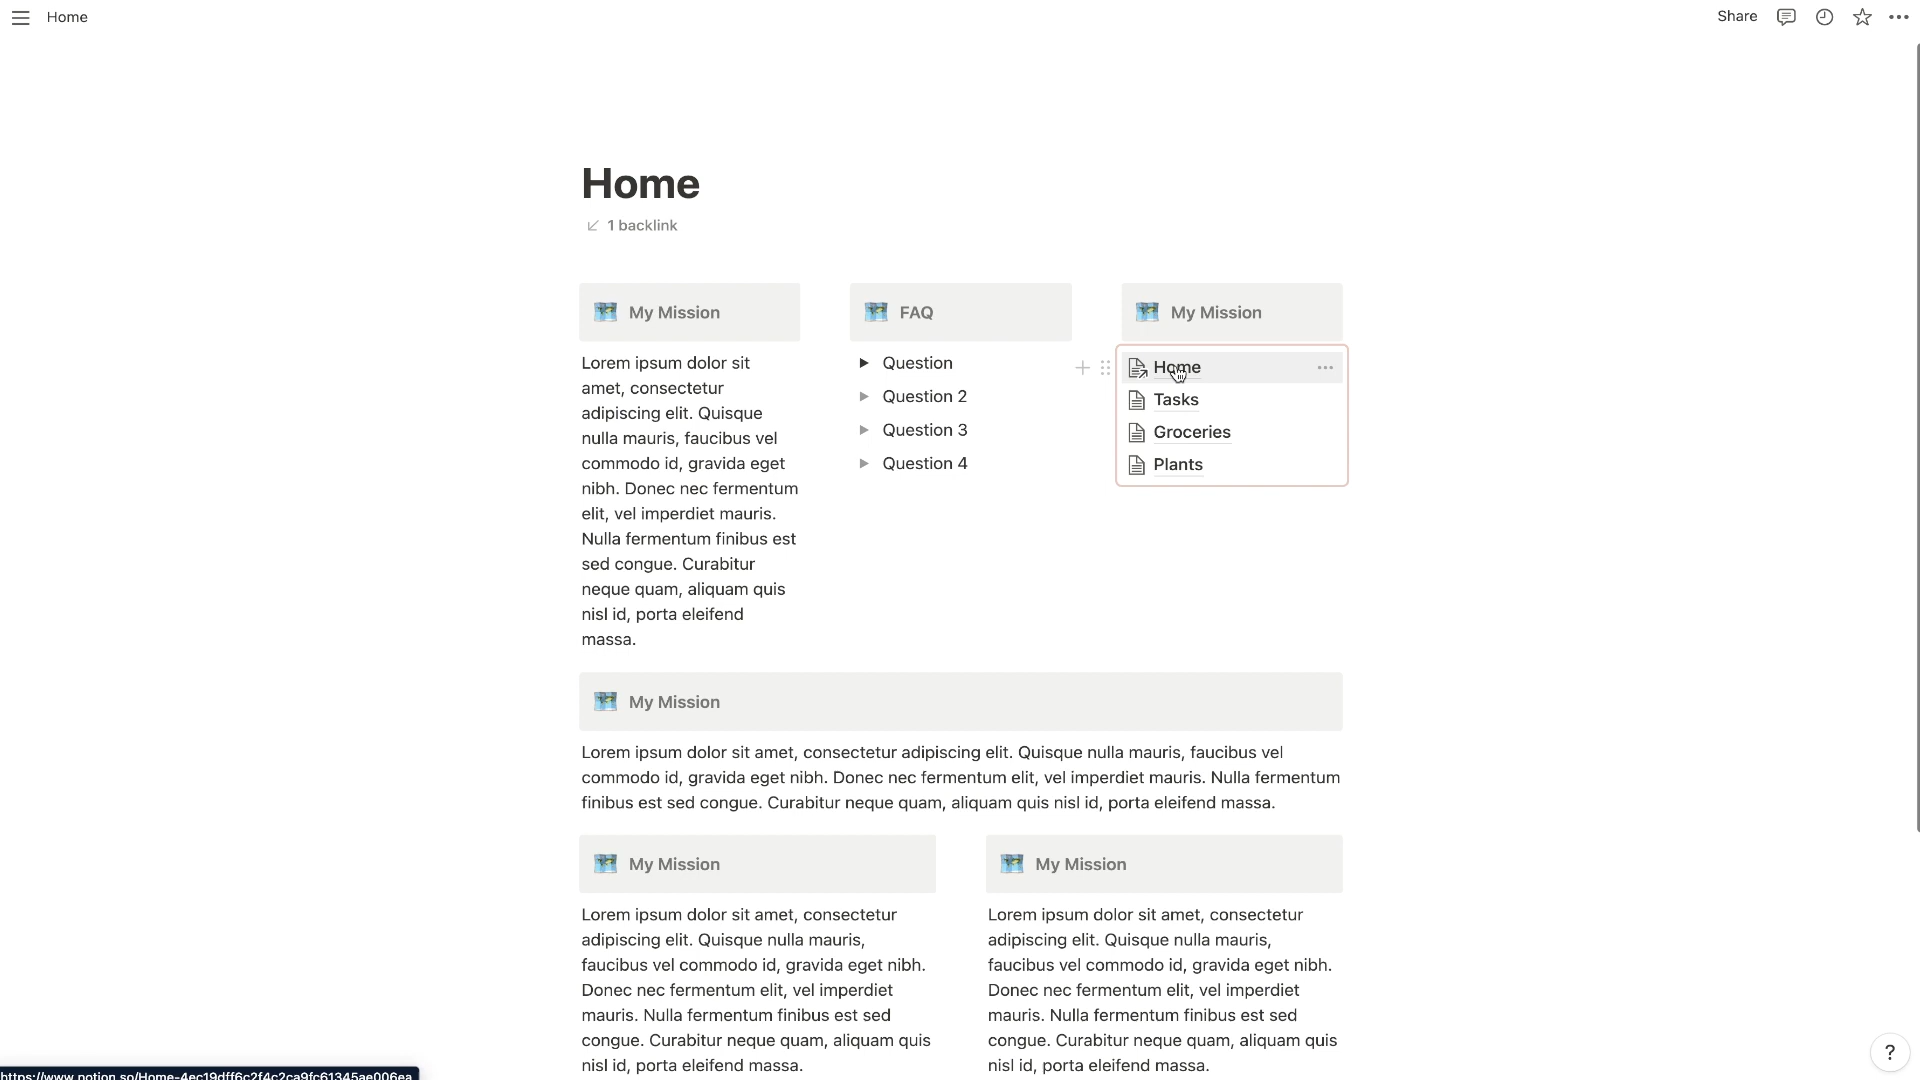 Home
Share
Home
1 backlink
My Mission
Lorem ipsum dolor sit
amet, consectetur
adipiscing elit. Quisque
nulla mauris, faucibus vel
commodo id, gravida eget
nibh. Donec nec fermentum
elit, vel imperdiet mauris.
Nulla fermentum finibus est
sed congue. Curabitur
neque quam, aliquam quis
nisl id, porta eleifend
massa.
FAQ
Question
Question 2
Question 3
Question 4
My Mission
Home
Tasks
Groceries
Plants
My Mission
Lorem ipsum dolor sit amet, consectetur adipiscing elit. Quisque nulla mauris, faucibus vel
commodo id, gravida eget nibh. Donec nec fermentum elit, vel imperdiet mauris. Nulla fermentum
finibus est sed congue. Curabitur neque quam, aliquam quis nisl id, porta eleifend massa.
My Mission
Lorem ipsum dolor sit amet, consectetur
adipiscing elit. Quisque nulla mauris,
faucibus vel commodo id, gravida eget nibh.
Donec nec fermentum elit, vel imperdiet
mauris. Nulla fermentum finibus est sed
congue. Curabitur neque quam, aliquam quis
nisl id, porta eleifend massa.
My Mission
Lorem ipsum dolor sit amet, consectetur
adipiscing elit. Quisque nulla mauris,
faucibus vel commodo id, gravida eget nibh.
Donec nec fermentum elit, vel imperdiet
mauris. Nulla fermentum finibus est sed
congue. Curabitur neque quam, aliquam quis
nisl id, porta eleifend massa.
?
https://www.notion.so/Home-4ec19dff6c2f4c2ca9fc61345ae006ea